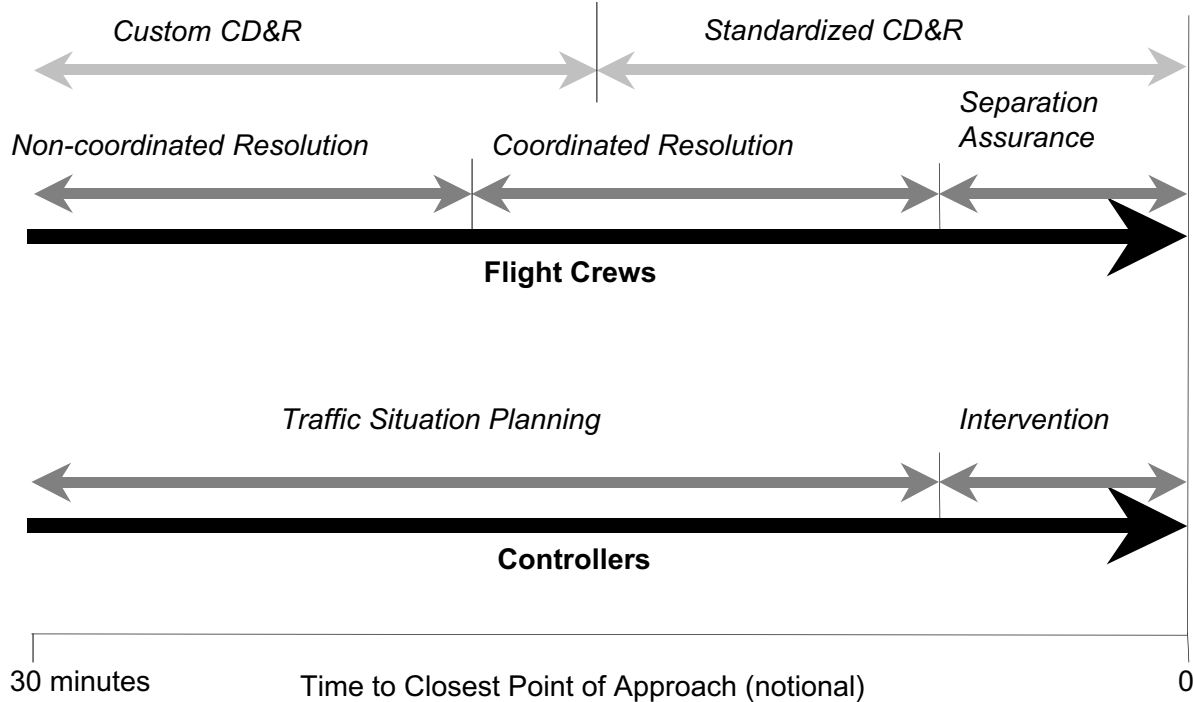 Custom CD&R
Standardized CD&R
Separation
Assurance
Non-coordinated Resolution
Coordinated Resolution
Flight Crews
Traffic Situation Planning
Intervention
Controllers
30 minutes
Time to Closest Point of Approach (notional)
0